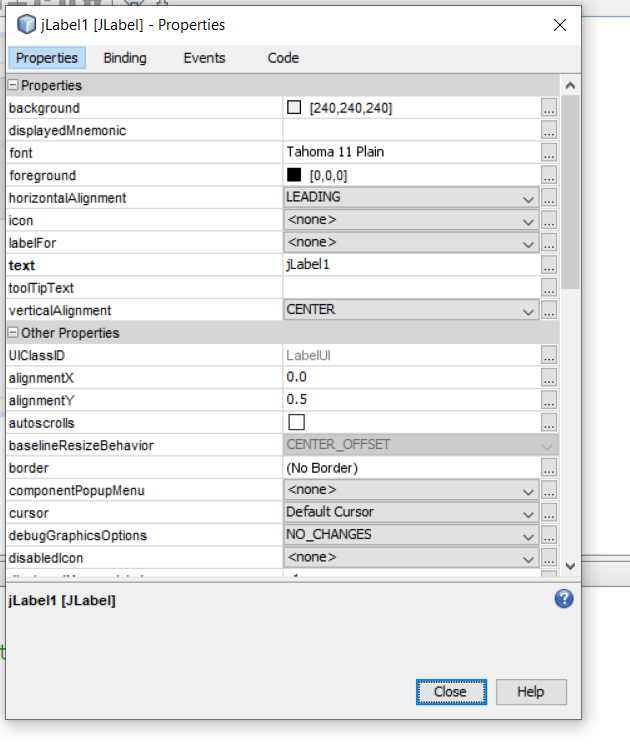 jLabel1 [JLabel] - Properties
Properties Binding Events Code
Properties
background [240,240,240] ...
displayedMnemonic ...
font Tahoma 11 Plain ...
foreground [0,0,0] ...
horizontalAlignment LEADING ...
icon <none> ...
labelFor <none> ...
text jLabel1 ...
toolTipText ...
verticalAlignment CENTER ...
Other Properties
UIClassID LabelUI ...
alignmentX 0.0 ...
alignmentY 0.5 ...
autoscrolls ...
baselineResizeBehavior CENTER_OFFSET
border (No Border) ...
componentPopupMenu <none> ...
cursor Default Cursor ...
debugGraphicsOptions NO_CHANGES ...
disabledIcon <none> ...
jLabel1 [JLabel]
Close Help